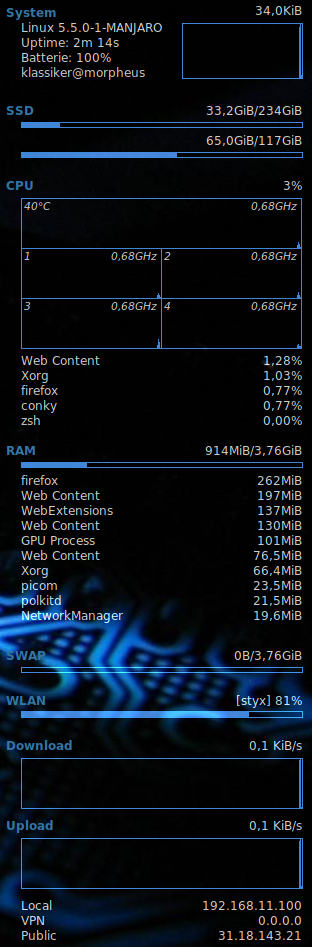 System 34,0KiB
Linux 5.5.0-1-MANJARO
Uptime: 2m 14s
Batterie: 100%
klassiker@morpheus
SSD 33,2GiB/234GiB
65,0GiB/117GiB
CPU 3%
40°C 0,68GHz
1 0,68GHz 2 0,68GHz
3 0,68GHz 4 0,68GHz
Web Content 1,28%
Xorg 1,03%
firefox 0,77%
conky 0,77%
zsh 0,00%
RAM 914MiB/3,76GiB
firefox 262MiB
Web Content 197MiB
WebExtensions 137MiB
Web Content 130MiB
GPU Process 101MiB
Web Content 76,5MiB
Xorg 66,4MiB
picom 23,5MiB
polkitd 21,5MiB
NetworkManager 19,6MiB
SWAP 0B/3,76GiB
WLAN [styx] 81%
Download 0,1 KiB/s
Upload 0,1 KiB/s
Local 192.168.11.100
VPN 0.0.0.0
Public 31.18.143.21